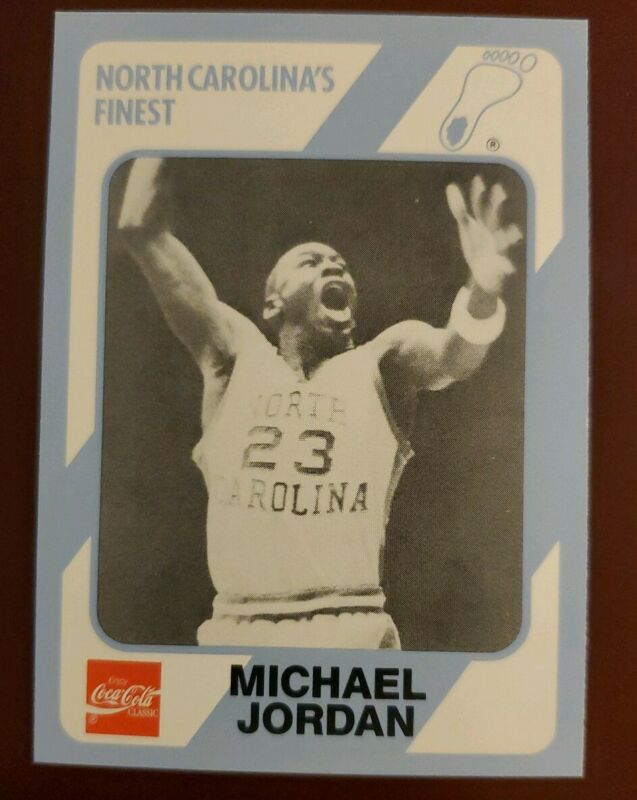 NORTH CAROLINA'S
FINEST
®
NORTH
23
CAROLINA
Enjoy
Coca-Cola
CLASSIC
®
MICHAEL
JORDAN